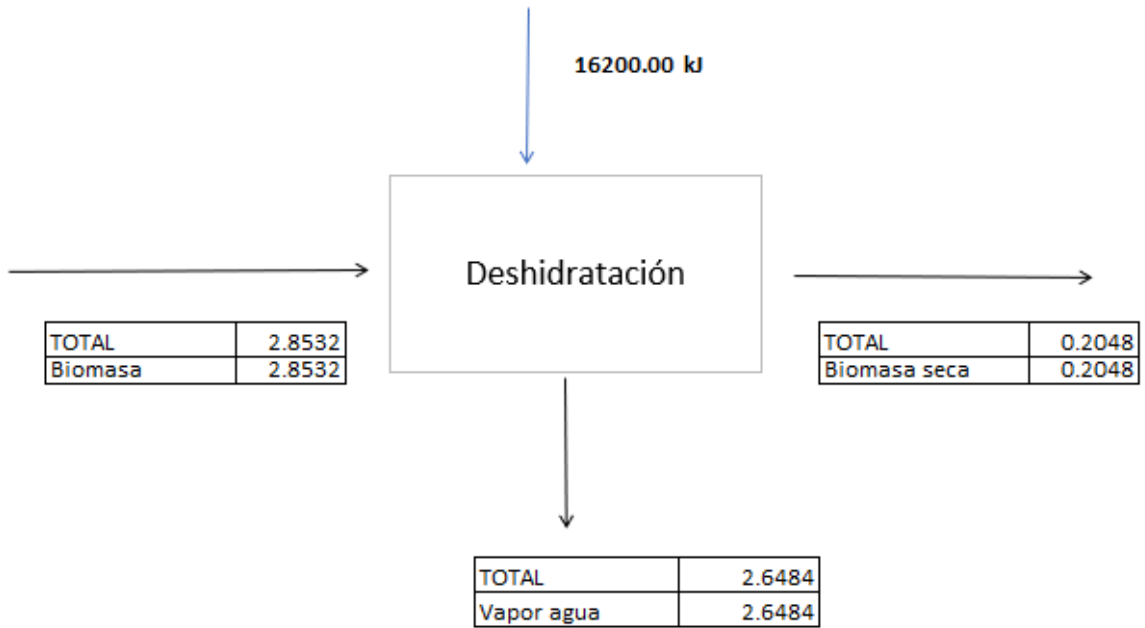 16200.00 kJ
Deshidratación
TOTAL 2.8532
Biomasa 2.8532
TOTAL 0.2048
Biomasa seca 0.2048
TOTAL 2.6484
Vapor agua 2.6484